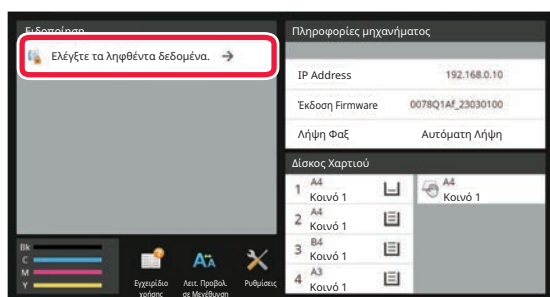 Ειδοποίηση
Ελέγξτε τα ληφθέντα δεδομένα.
Πληροφορίες μηχανήματος
IP Address 192.168.0.10
Έκδοση Firmware 0078Q1Af_23030100
Λήψη Φαξ Αυτόματη Λήψη
Δίσκος Χαρτιού
1 A4 Κοινό 1
A4 Κοινό 1
2 A4 Κοινό 1
3 B4 Κοινό 1
4 A3 Κοινό 1
Bk
C
M
Y
Εγχειρίδιο
χρήσης
Λειτ. Προβολ.
σε Μεγέθυνση
Ρυθμίσεις